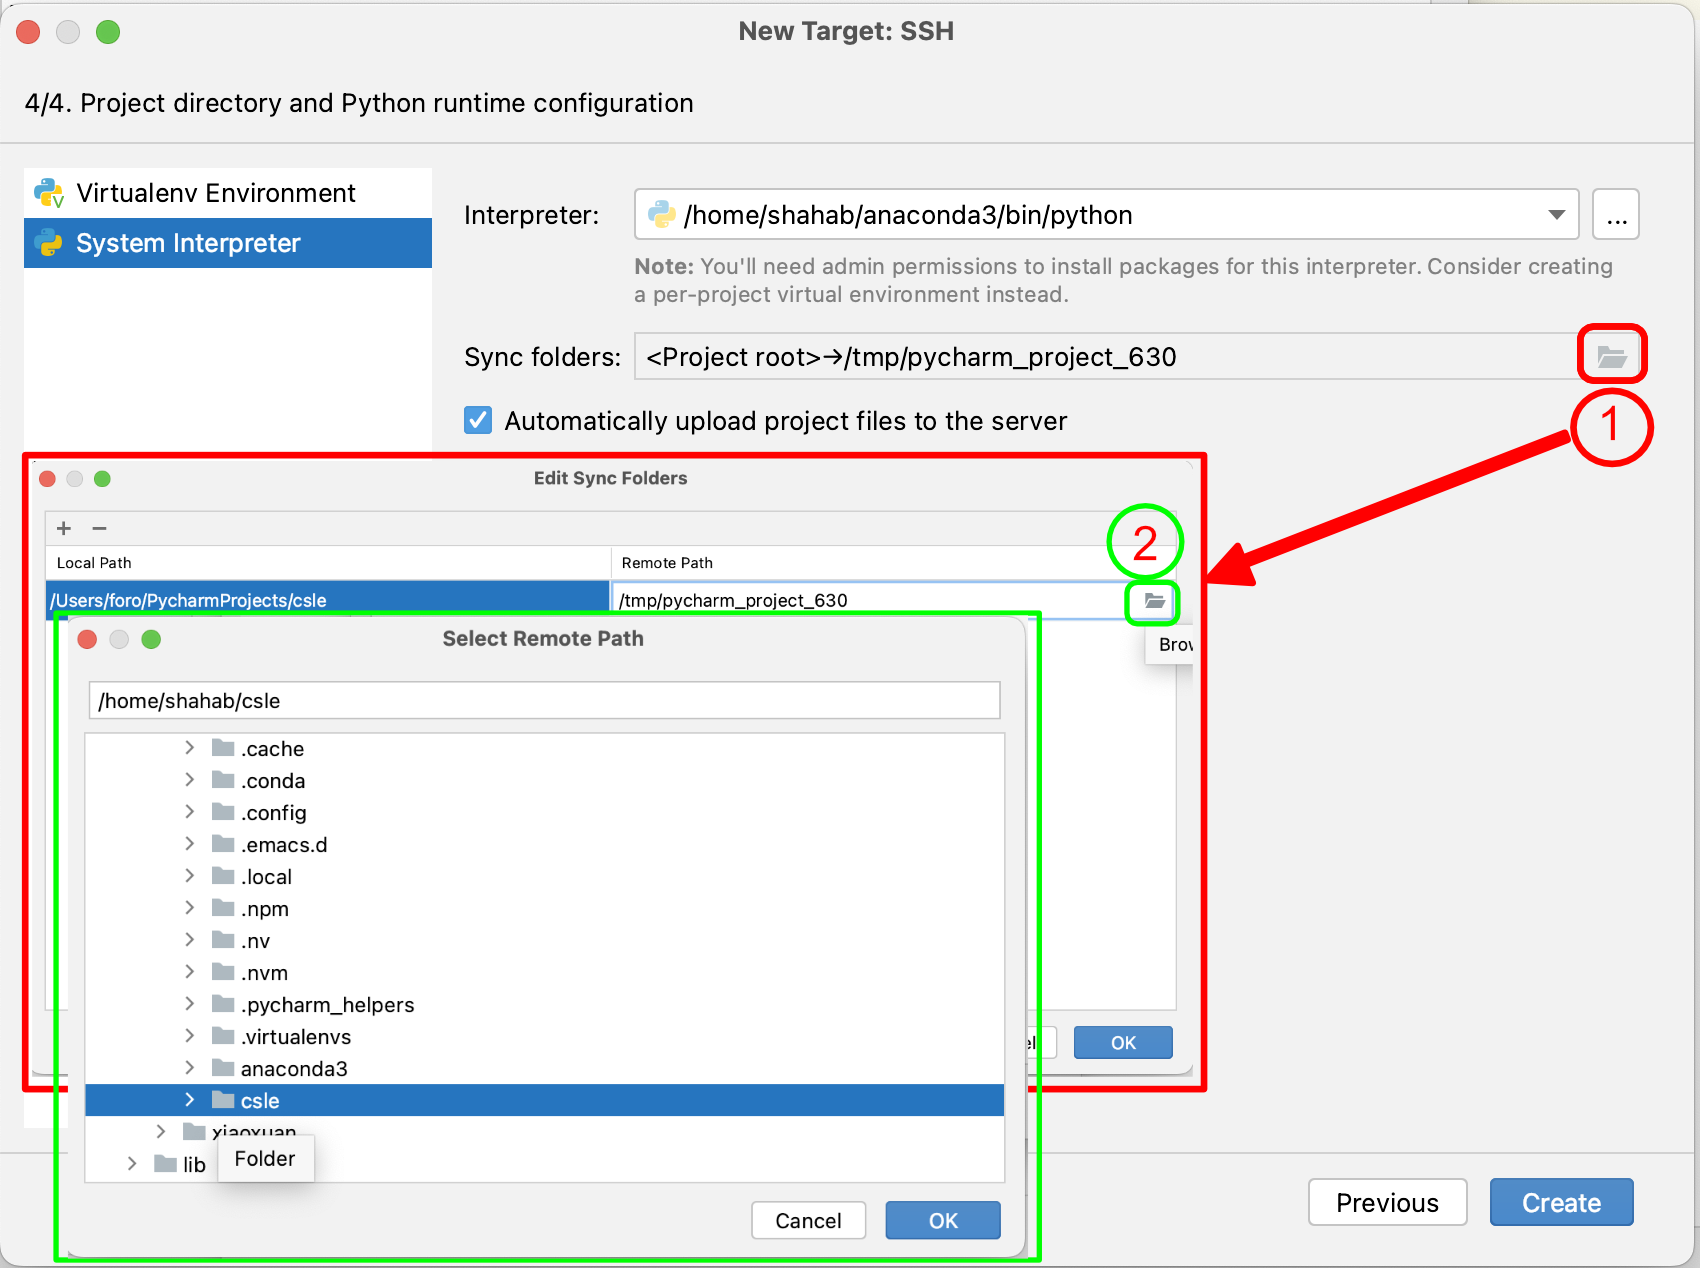 New Target: SSH
4/4. Project directory and Python runtime configuration
Virtualenv Environment
System Interpreter
Interpreter:
/home/shahab/anaconda3/bin/python
...
Note: You'll need admin permissions to install packages for this interpreter. Consider creating
a per-project virtual environment instead.
Sync folders:
<Project root>→/tmp/pycharm_project_630
Automatically upload project files to the server
1
Edit Sync Folders
+ −
2
Local Path
Remote Path
/Users/foro/PycharmProjects/csle
/tmp/pycharm_project_630
Brow
Select Remote Path
/home/shahab/csle
.cache
.conda
.config
.emacs.d
.local
.npm
.nv
.nvm
.pycharm_helpers
.virtualenvs
anaconda3
csle
xiaoxuan
lib
Folder
Cancel
OK
el
OK
Previous
Create